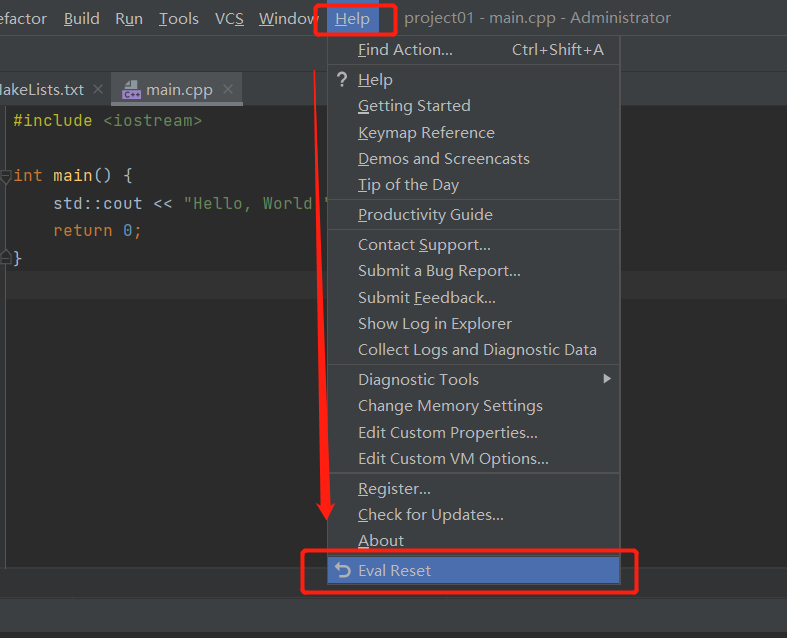 efactor Build Run Tools VCS Window Help project01 - main.cpp - Administrator
Find Action... Ctrl+Shift+A
MakeLists.txt main.cpp
C++
? Help
Getting Started
Keymap Reference
Demos and Screencasts
Tip of the Day
Productivity Guide
Contact Support...
Submit a Bug Report...
Submit Feedback...
Show Log in Explorer
Collect Logs and Diagnostic Data
Diagnostic Tools
Change Memory Settings
Edit Custom Properties...
Edit Custom VM Options...
Register...
Check for Updates...
About
Eval Reset
#include <iostream>
int main() {
std::cout << "Hello, World
return 0;
}